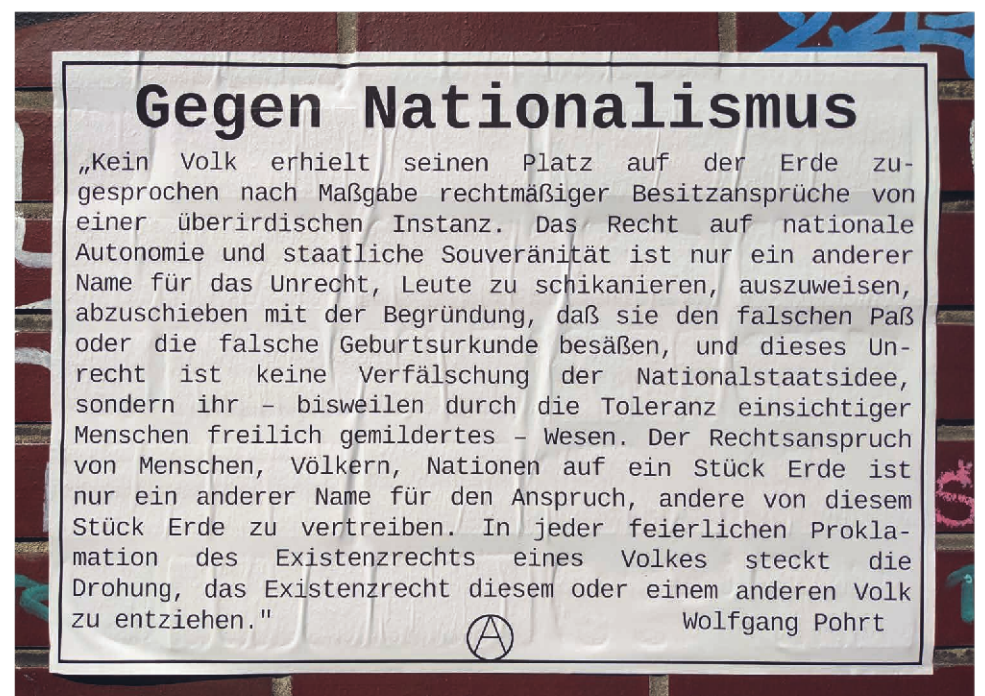 Gegen Nationalismus
„Kein Volk erhielt seinen Platz auf der Erde zu-
gesprochen nach Maßgabe rechtmäßiger Besitzansprüche von
einer überirdischen Instanz. Das Recht auf nationale
Autonomie und staatliche Souveränität ist nur ein anderer
Name für das Unrecht, Leute zu schikanieren, auszuweisen,
abzuschieben mit der Begründung, daß sie den falschen Paß
oder die falsche Geburtsurkunde besäßen, und dieses Un-
recht ist keine Verfälschung der Nationalstaatsidee,
sondern ihr – bisweilen durch die Toleranz einsichtiger
Menschen freilich gemildertes – Wesen. Der Rechtsanspruch
von Menschen, Völkern, Nationen auf ein Stück Erde ist
nur ein anderer Name für den Anspruch, andere von diesem
Stück Erde zu vertreiben. In jeder feierlichen Prokla-
mation des Existenzrechts eines Volkes steckt die
Drohung, das Existenzrecht diesem oder einem anderen Volk
zu entziehen."
Wolfgang Pohrt